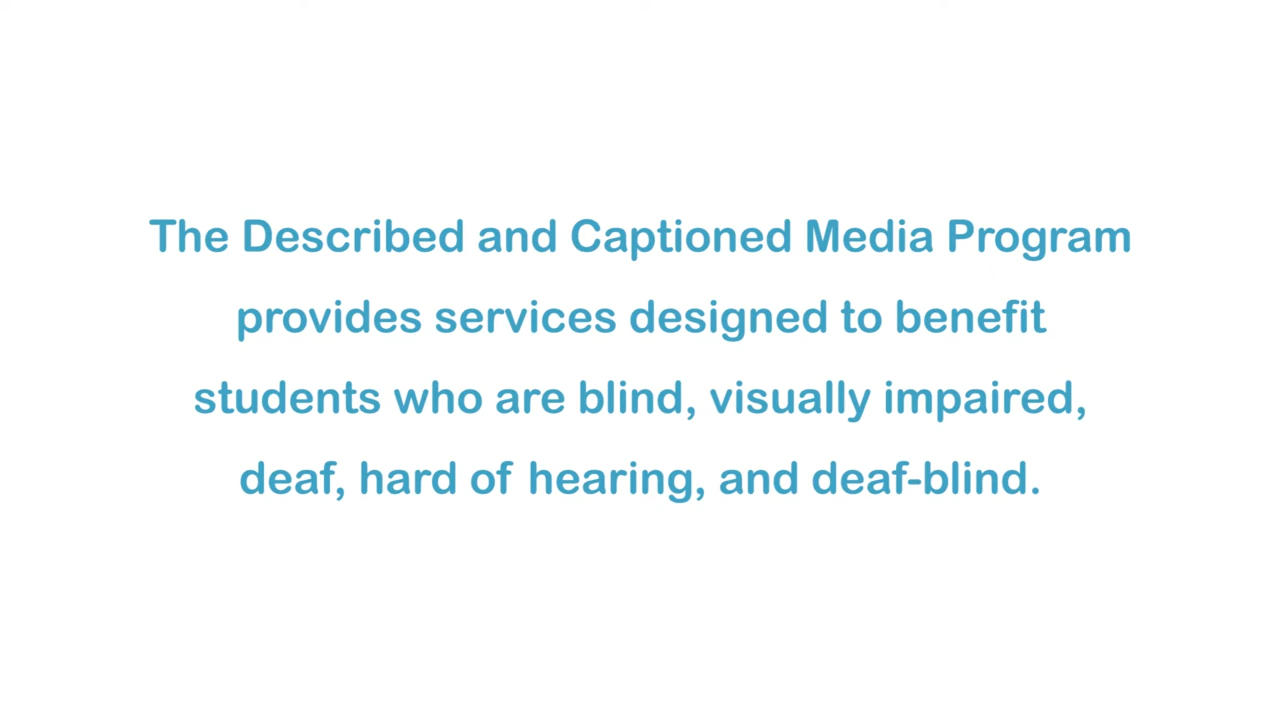 The Described and Captioned Media Program
provides services designed to benefit
students who are blind, visually impaired,
deaf, hard of hearing, and deaf-blind.